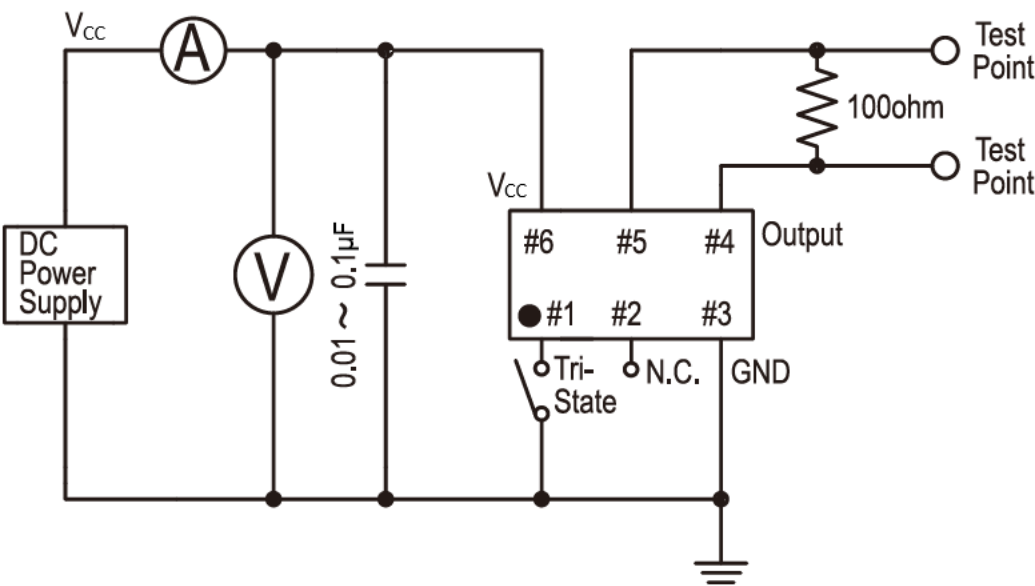 VCC
A
Test
Point
100ohm
Test
Point
VCC
DC
Power
Supply
V
0.01 ~ 0.1µF
#6 #5 #4
Output
#1 #2 #3
Tri-
State
N.C.
GND